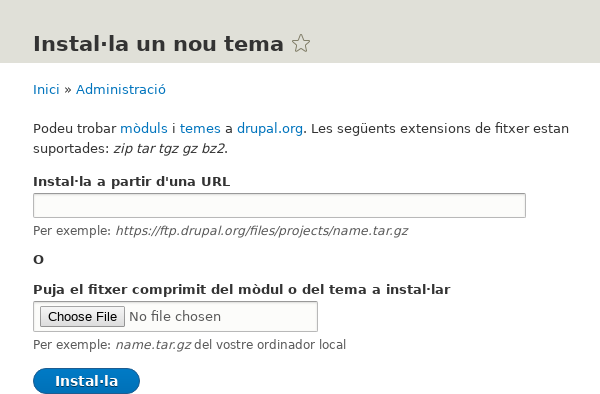 Instal·la un nou tema
Inici » Administració
Podeu trobar mòduls i temes a drupal.org. Les següents extensions de fitxer estan
suportades: zip tar tgz gz bz2.
Instal·la a partir d'una URL
Per exemple: https://ftp.drupal.org/files/projects/name.tar.gz
O
Puja el fitxer comprimit del mòdul o del tema a instal·lar
Choose File No file chosen
Per exemple: name.tar.gz del vostre ordinador local
Instal·la